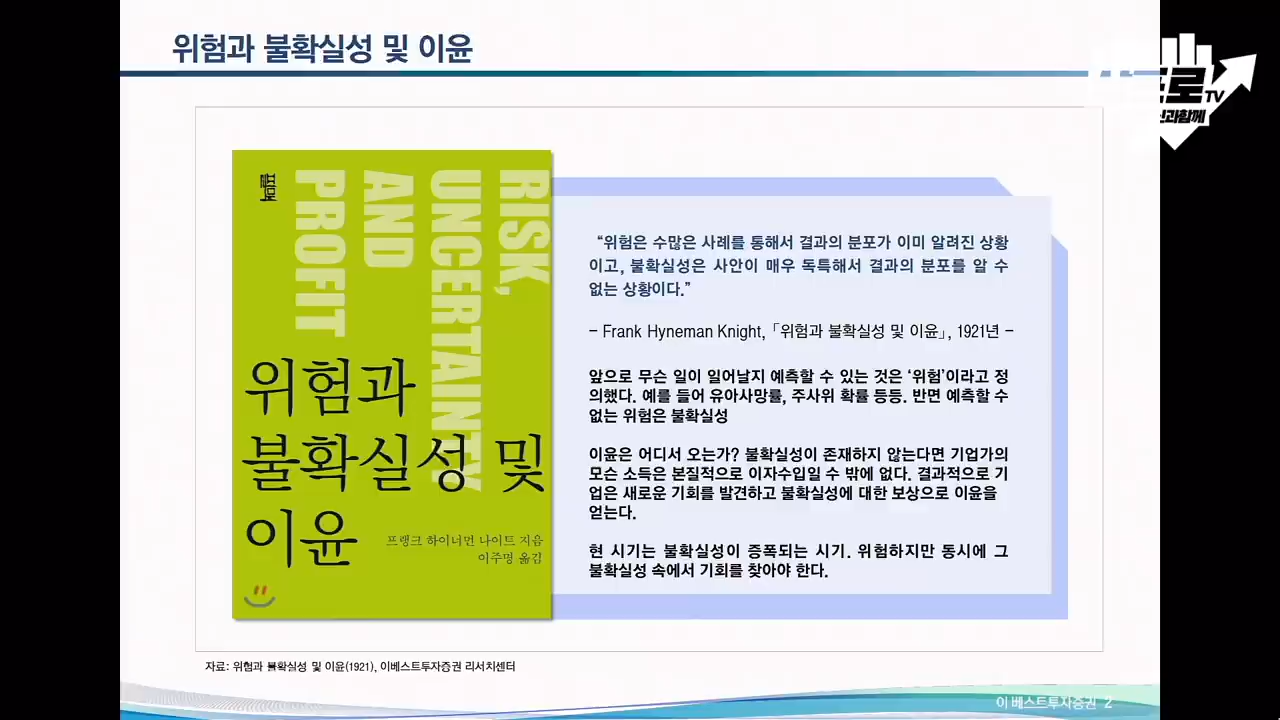 위험과 불확실성 및 이윤
로TV
신과함께
필맥
RISK,
UNCERTAINTY
AND
PROFIT
위험과
불확실성 및
이윤
프랭크 하이너먼 나이트 지음
이주명 옮김
“위험은 수많은 사례를 통해서 결과의 분포가 이미 알려진 상황
이고, 불확실성은 사안이 매우 독특해서 결과의 분포를 알 수
없는 상황이다.”
– Frank Hyneman Knight, 「위험과 불확실성 및 이윤」, 1921년 –
앞으로 무슨 일이 일어날지 예측할 수 있는 것은 ‘위험’이라고 정
의했다. 예를 들어 유아사망률, 주사위 확률 등등. 반면 예측할 수
없는 위험은 불확실성
이윤은 어디서 오는가? 불확실성이 존재하지 않는다면 기업가의
모슨 소득은 본질적으로 이자수입일 수 밖에 없다. 결과적으로 기
업은 새로운 기회를 발견하고 불확실성에 대한 보상으로 이윤을
얻는다.
현 시기는 불확실성이 증폭되는 시기. 위험하지만 동시에 그
불확실성 속에서 기회를 찾아야 한다.
자료: 위험과 불확실성 및 이윤(1921), 이베스트투자증권 리서치센터
이베스트투자증권 2